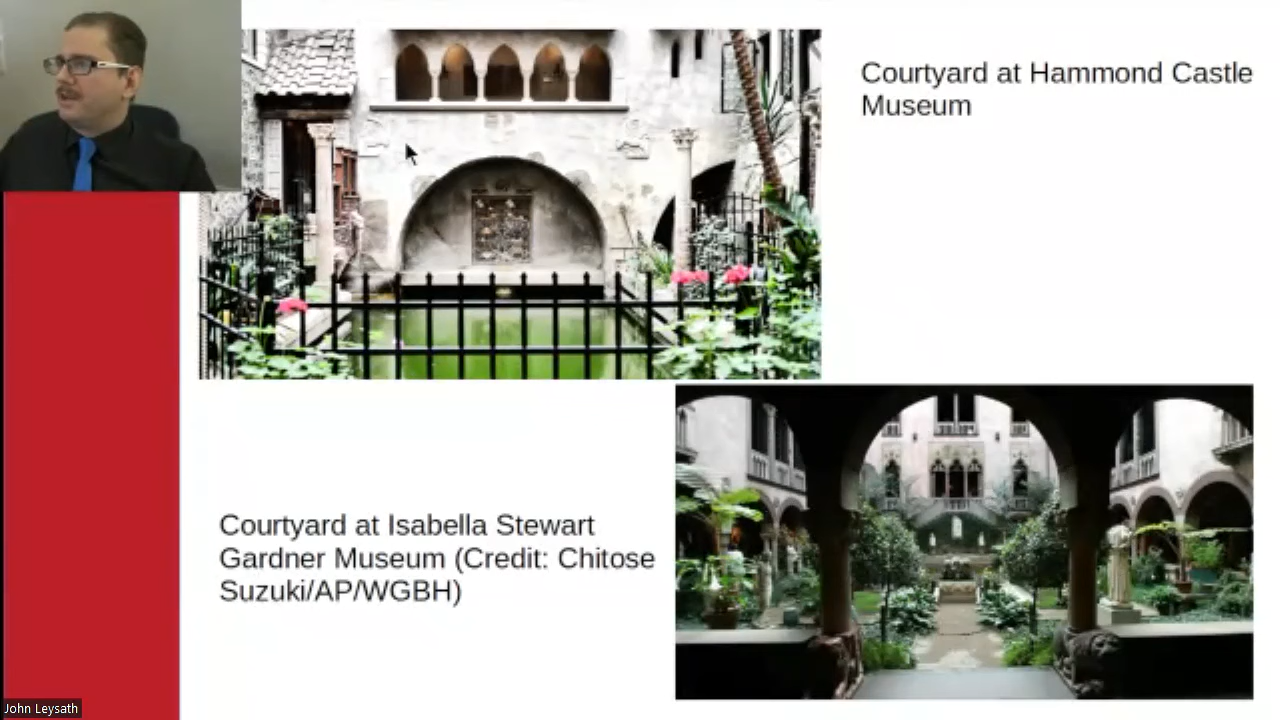 Courtyard at Hammond Castle
Museum
Courtyard at Isabella Stewart
Gardner Museum (Credit: Chitose
Suzuki/AP/WGBH)
John Leysath